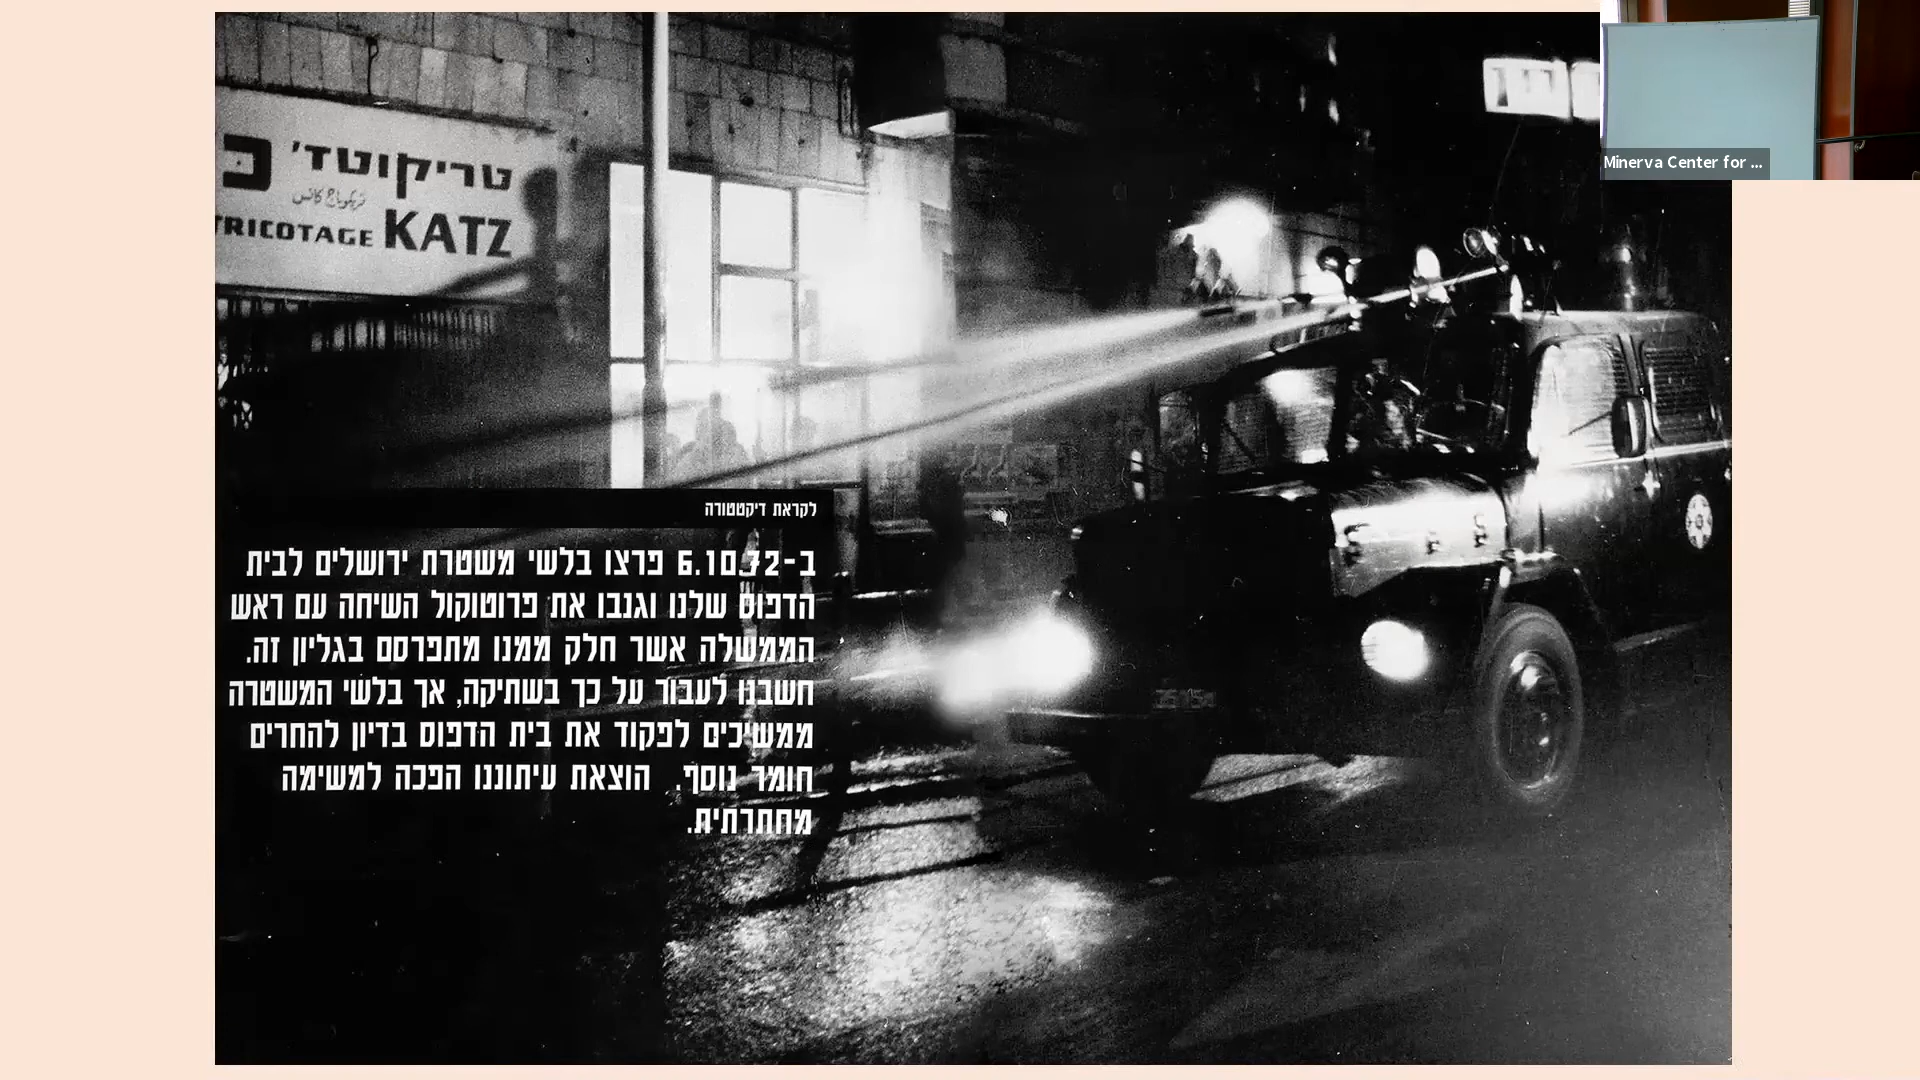 טריקוטז' כ
تريكوتاج كاتس
TRICOTAGE KATZ
Minerva Center for ...
לקראת דיקטטורה
ב-6.10.72 פרצו בלשי משטרת ירושלים לבית
הדפוס שלנו וגנבו את פרוטוקול השיחה עם ראש
הממשלה אשר חלק ממנו מתפרסם בגליון זה.
חשבנו לעבור על כך בשתיקה, אך בלשי המשטרה
ממשיכים לפקוד את בית הדפוס בדיון להחרים
חומר נוסף. הוצאת עיתוננו הפכה למשימה
מחתרתית.